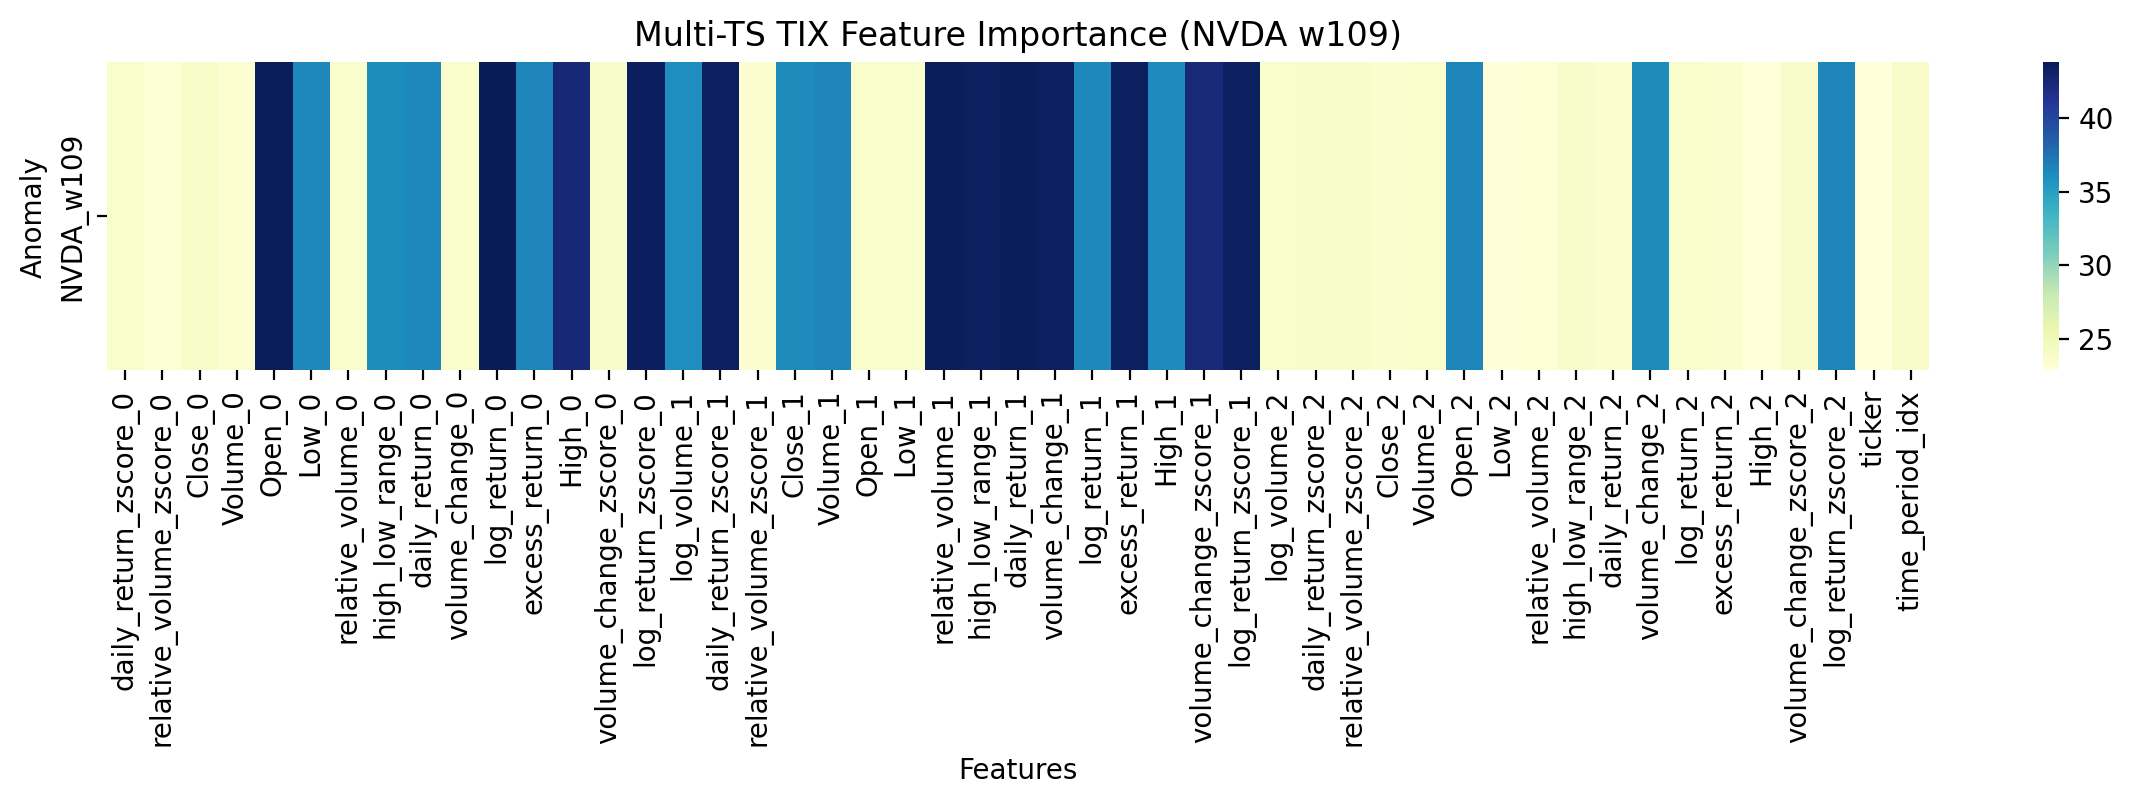 Multi-TS TIX Feature Importance (NVDA w109)
Anomaly
NVDA_w109
40
35
30
25
daily_return_zscore_0
relative_volume_zscore_0
Close_0
Volume_0
Open_0
Low_0
relative_volume_0
high_low_range_0
daily_return_0
volume_change_0
log_return_0
excess_return_0
High_0
volume_change_zscore_0
log_return_zscore_0
log_volume_1
daily_return_zscore_1
relative_volume_zscore_1
Close_1
Volume_1
Open_1
Low_1
relative_volume_1
high_low_range_1
daily_return_1
volume_change_1
log_return_1
excess_return_1
High_1
volume_change_zscore_1
log_return_zscore_1
log_volume_2
daily_return_zscore_2
relative_volume_zscore_2
Close_2
Volume_2
Open_2
Low_2
relative_volume_2
high_low_range_2
daily_return_2
volume_change_2
log_return_2
excess_return_2
High_2
volume_change_zscore_2
log_return_zscore_2
ticker
time_period_idx
Features